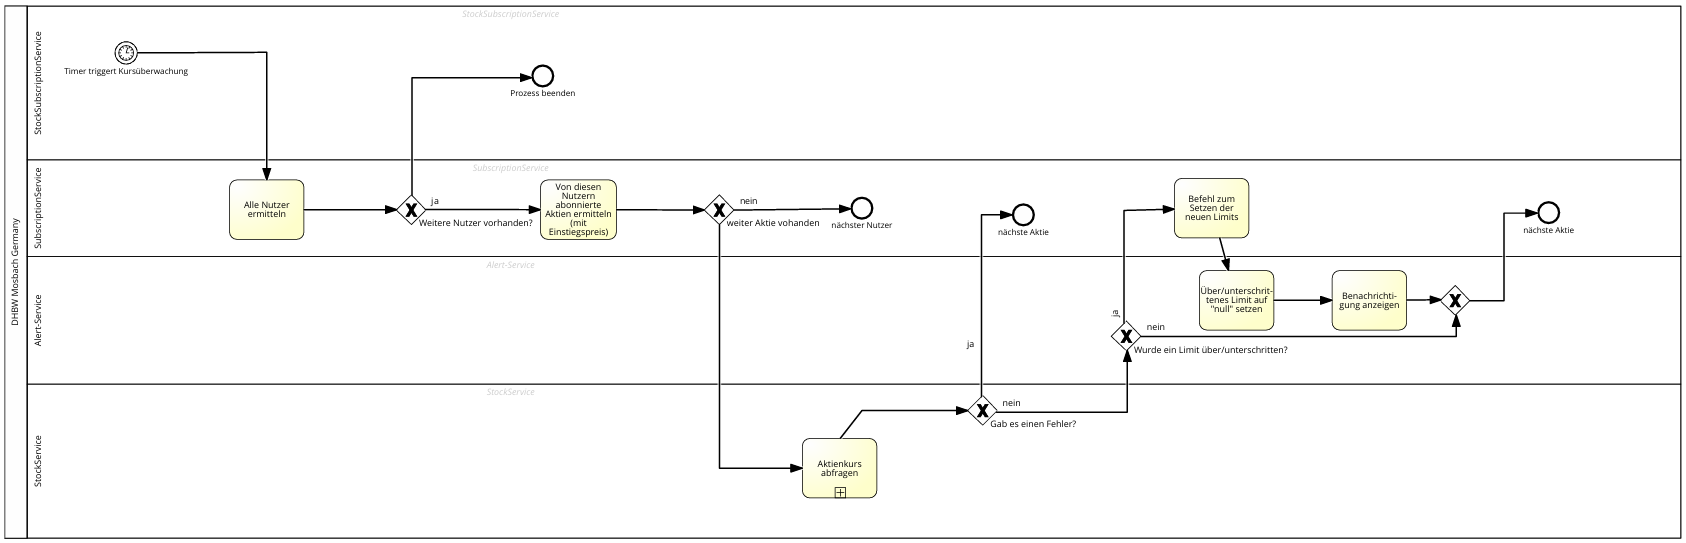 DHBW Mosbach Germany
StockSubscriptionService
StockSubscriptionService
Timer triggert Kursüberwachung
Prozess beenden
SubscriptionService
SubscriptionService
Alle Nutzer
ermitteln
ja
Weitere Nutzer vorhanden?
Von diesen
Nutzern
abonnierte
Aktien ermitteln
(mit
Einstiegspreis)
nein
weiter Aktie vohanden
nächster Nutzer
nächste Aktie
Befehl zum
Setzen der
neuen Limits
nächste Aktie
Alert-Service
Alert-Service
Über/unterschrit-
tenes Limit auf
"null" setzen
Benachrichti-
gung anzeigen
ja
nein
Wurde ein Limit über/unterschritten?
ja
StockService
StockService
nein
Gab es einen Fehler?
Aktienkurs
abfragen